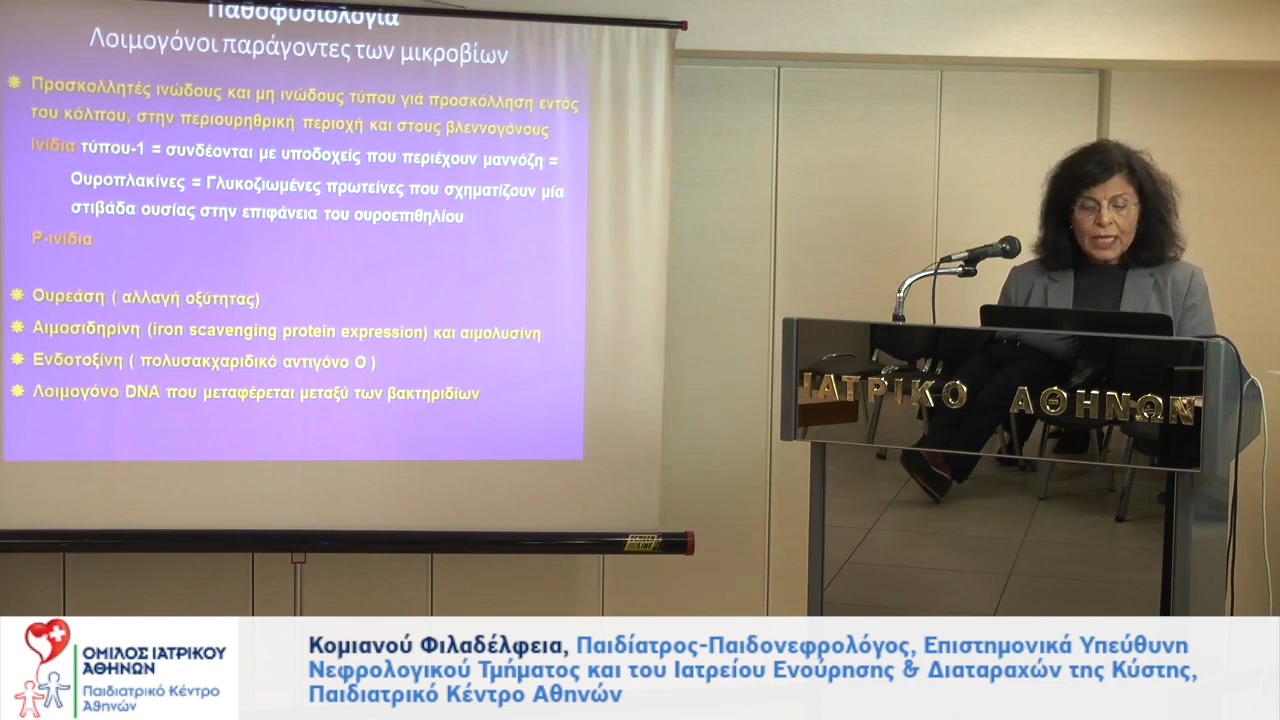 Παθοφυσιολογία
Λοιμογόνοι παράγοντες των μικροβίων
Προσκολλητές ινώδους και μη ινώδους τύπου γιά προσκόλληση εντός
του κόλπου, στην περιουρηθρική περιοχή και στους βλεννογόνους
Ινίδια τύπου-1 = συνδέονται με υποδοχείς που περιέχουν μαννόζη =
Ουροπλακίνες = Γλυκοζιωμένες πρωτείνες που σχηματίζουν μία
στιβάδα ουσίας στην επιφάνεια του ουροεπιθηλίου
P-ινίδια
Ουρεάση ( αλλαγή οξύτητας)
Αιμοσιδηρίνη (iron scavenging protein expression) και αιμολυσίνη
Ενδοτοξίνη ( πολυσακχαριδικό αντιγόνο Ο )
Λοιμογόνο DNA που μεταφέρεται μεταξύ των βακτηριδίων
ΙΑΤΡΙΚΟ ΑΘΗΝΩΝ
ΟΜΙΛΟΣ ΙΑΤΡΙΚΟΥ
ΑΘΗΝΩΝ
Παιδιατρικό Κέντρο
Αθηνών
Κομιανού Φιλαδέλφεια, Παιδίατρος-Παιδονεφρολόγος, Επιστημονικά Υπεύθυνη
Νεφρολογικού Τμήματος και του Ιατρείου Ενούρησης & Διαταραχών της Κύστης,
Παιδιατρικό Κέντρο Αθηνών